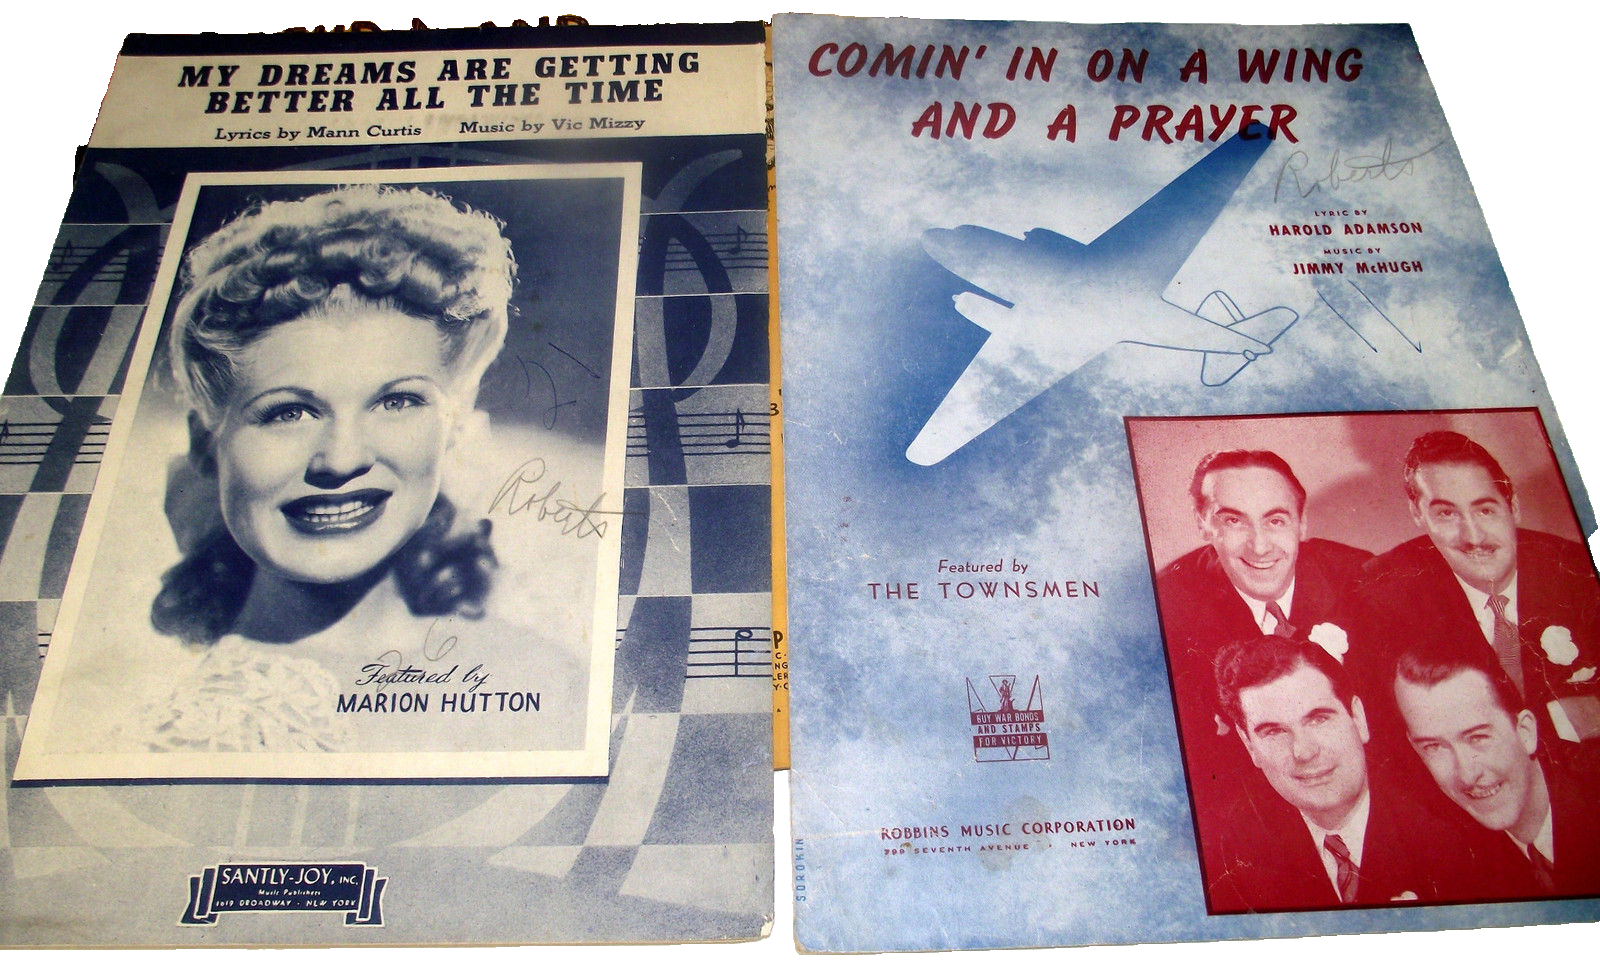 MY DREAMS ARE GETTING
BETTER ALL THE TIME
Lyrics by Mann Curtis Music by Vic Mizzy
Roberts
26
Featured by
MARION HUTTON
SANTLY-JOY, INC.
Music Publishers
1619 BROADWAY · NEW YORK
COMIN' IN ON A WING
AND A PRAYER
Roberts
LYRIC BY
HAROLD ADAMSON
MUSIC BY
JIMMY McHUGH
Featured by
THE TOWNSMEN
BUY WAR BONDS
AND STAMPS
FOR VICTORY
ROBBINS MUSIC CORPORATION
799 SEVENTH AVENUE · NEW YORK
SOROKIN